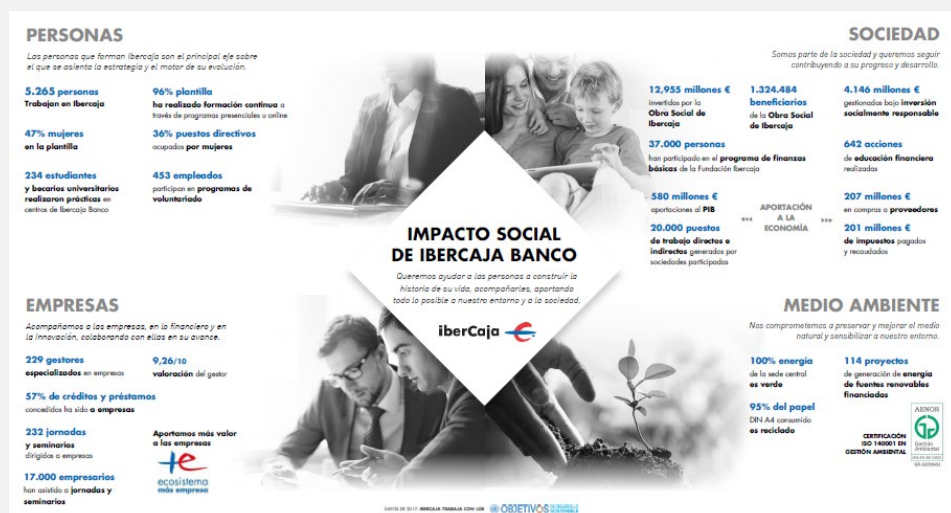 PERSONAS
Las personas que forman Ibercaja son el principal eje sobre
el que se asienta la estrategia y el motor de su evolución.
5.265 personas
Trabajan en Ibercaja
96% plantilla
ha realizado formación continua a
través de programas presenciales u online
47% mujeres
en la plantilla
36% puestos directivos
ocupados por mujeres
234 estudiantes
y becarios universitarios
realizaron prácticas en
centros de Ibercaja Banco
453 empleados
participan en programas de
voluntariado
SOCIEDAD
Somos parte de la sociedad y queremos seguir
contribuyendo a su progreso y desarrollo.
12,955 millones €
invertidos por la
Obra Social de
Ibercaja
1.324.484
beneficiarios
de la Obra Social
de Ibercaja
4.146 millones €
gestionados bajo inversión
socialmente responsable
37.000 personas
han participado en el programa de finanzas
básicas de la Fundación Ibercaja
642 acciones
de educación financiera
realizadas
580 millones €
aportaciones al PIB
20.000 puestos
de trabajo directos e
indirectos generados por
sociedades participadas
APORTACIÓN
A LA
ECONOMÍA
207 millones €
en compras a proveedores
201 millones €
de impuestos pagados
y recaudados
IMPACTO SOCIAL
DE IBERCAJA BANCO
Queremos ayudar a las personas a construir la
historia de su vida, acompañarles, aportando
todo lo posible a nuestro entorno y a la sociedad.
iberCaja
EMPRESAS
Acompañamos a las empresas, en lo financiero y en
la innovación, colaborando con ellas en su avance.
229 gestores
especializados en empresas
9,26/10
valoración del gestor
57% de créditos y préstamos
concedidos ha sido a empresas
232 jornadas
y seminarios
dirigidos a empresas
Aportamos más valor
a las empresas
+e
ecosistema
más empresa
17.000 empresarios
han asistido a jornadas y
seminarios
MEDIO AMBIENTE
Nos comprometemos a preservar y mejorar el medio
natural y sensibilizar a nuestro entorno.
100% energía
de la sede central
es verde
114 proyectos
de generación de energía
de fuentes renovables
financiados
95% del papel
DIN A4 consumido
es reciclado
CERTIFICACIÓN
ISO 140001 EN
GESTIÓN AMBIENTAL
AENOR
Gestión
Ambiental
DATOS DE 2017. IBERCAJA TRABAJA CON LOS OBJETIVOS DE DESARROLLO SOSTENIBLE